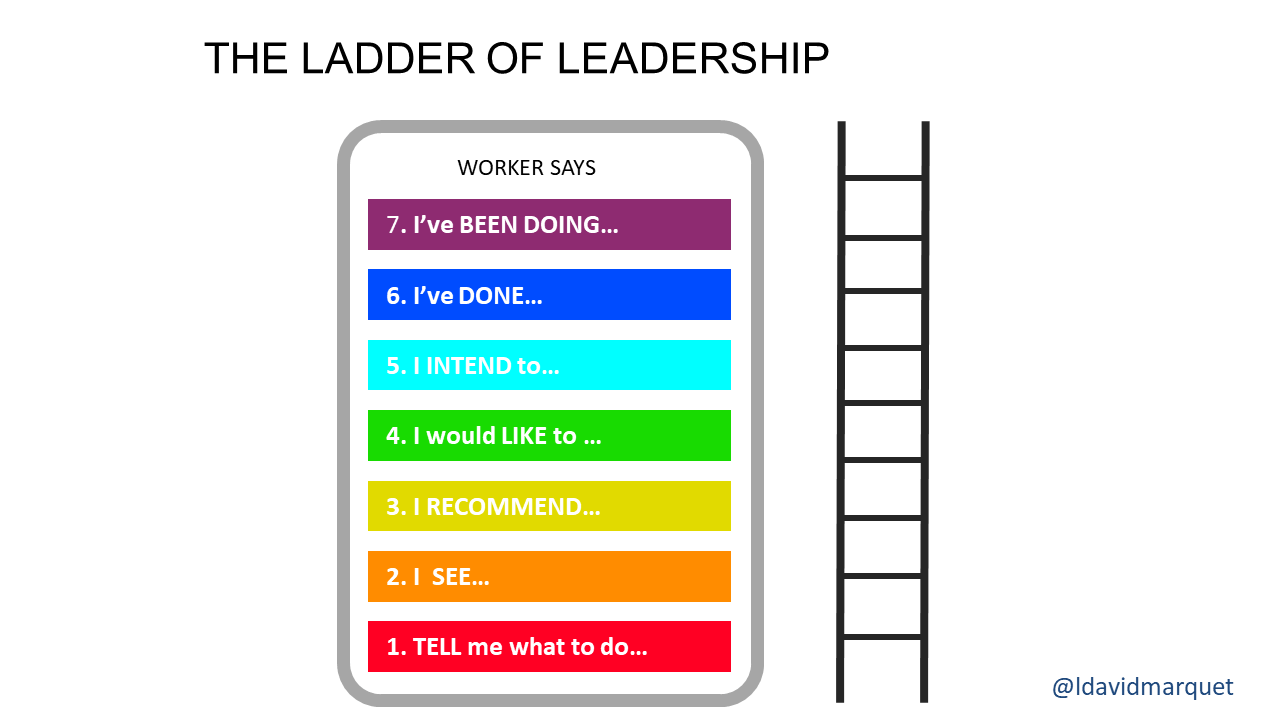 THE LADDER OF LEADERSHIP
WORKER SAYS
7. I’ve BEEN DOING…
6. I’ve DONE…
5. I INTEND to…
4. I would LIKE to …
3. I RECOMMEND…
2. I  SEE…
1. TELL me what to do…
@ldavidmarquet